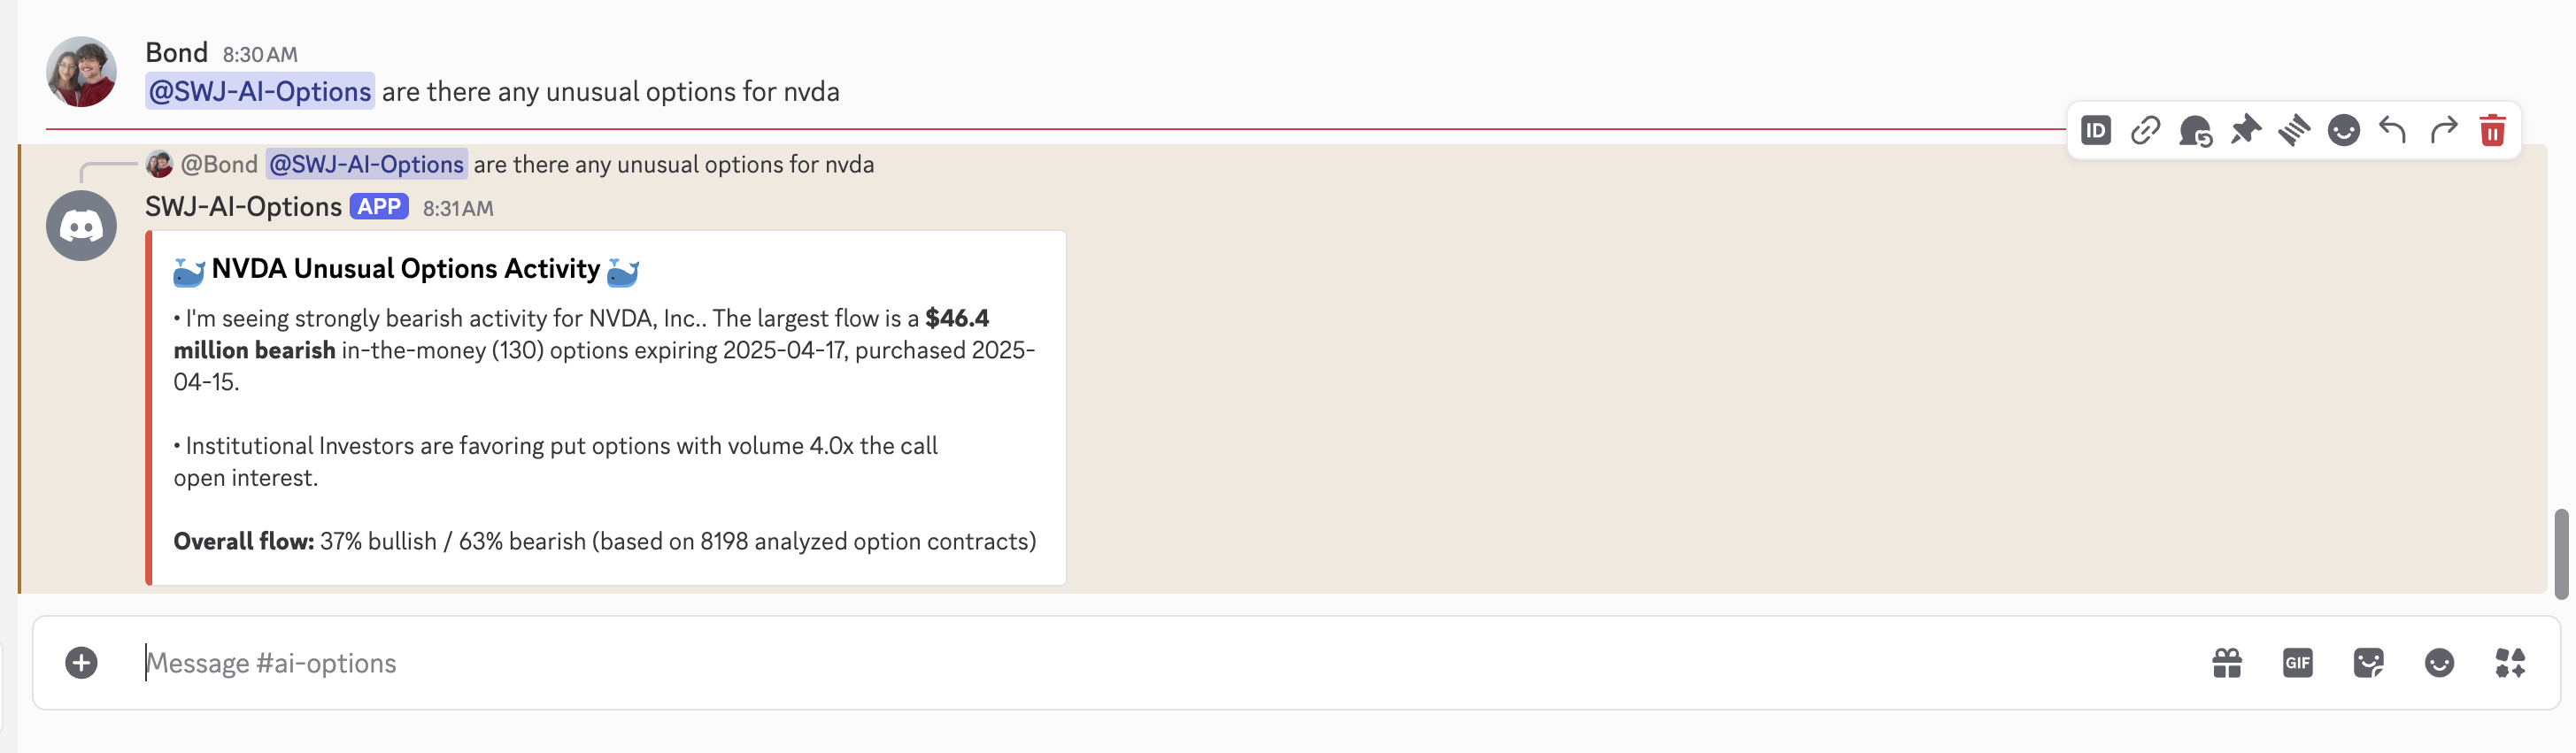 Bond 8:30 AM
@SWJ-AI-Options are there any unusual options for nvda
ID
@Bond @SWJ-AI-Options are there any unusual options for nvda
SWJ-AI-Options APP 8:31 AM
🐳 NVDA Unusual Options Activity 🐳
• I'm seeing strongly bearish activity for NVDA, Inc.. The largest flow is a $46.4
million bearish in-the-money (130) options expiring 2025-04-17, purchased 2025-
04-15.
• Institutional Investors are favoring put options with volume 4.0x the call
open interest.
Overall flow: 37% bullish / 63% bearish (based on 8198 analyzed option contracts)
Message #ai-options
GIF